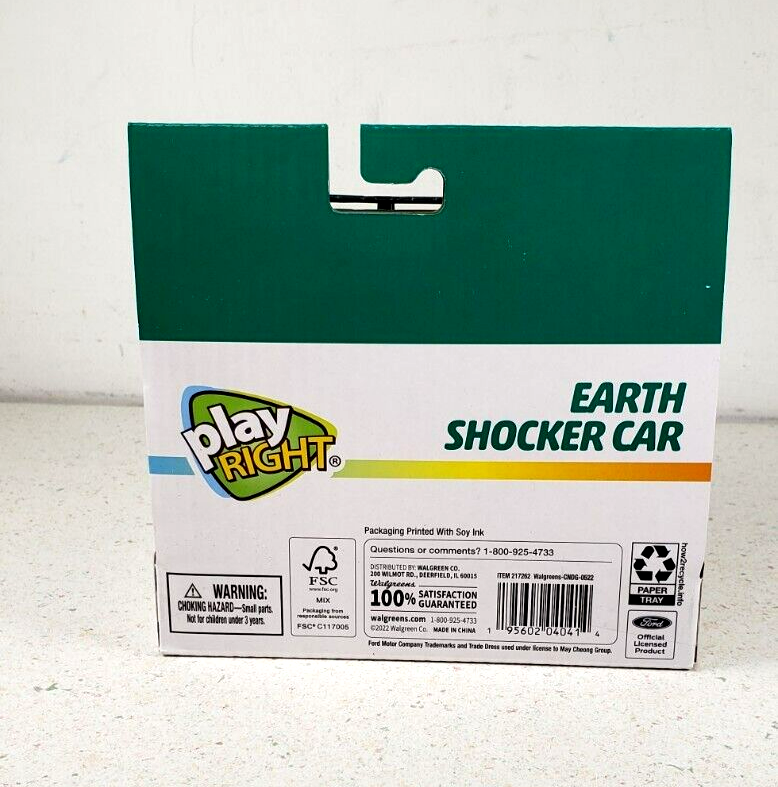 EARTH
SHOCKER CAR
play
RIGHT®
Packaging Printed With Soy Ink
⚠ WARNING:
CHOKING HAZARD—Small parts.
Not for children under 3 years.
®
FSC
www.fsc.org
MIX
Packaging from
responsible sources
FSC® C117005
Questions or comments? 1-800-925-4733
DISTRIBUTED BY: WALGREEN CO.
200 WILMOT RD., DEERFIELD, IL 60015
Walgreens
100% SATISFACTION
GUARANTEED
walgreens.com 1-800-925-4733
©2022 Walgreen Co. MADE IN CHINA
ITEM 217262 Walgreens-CNDG-0522
1 95602 04041 4
Ford Motor Company Trademarks and Trade Dress used under license to May Cheong Group.
how2recycle.info
PAPER
TRAY
Ford
Official
Licensed
Product